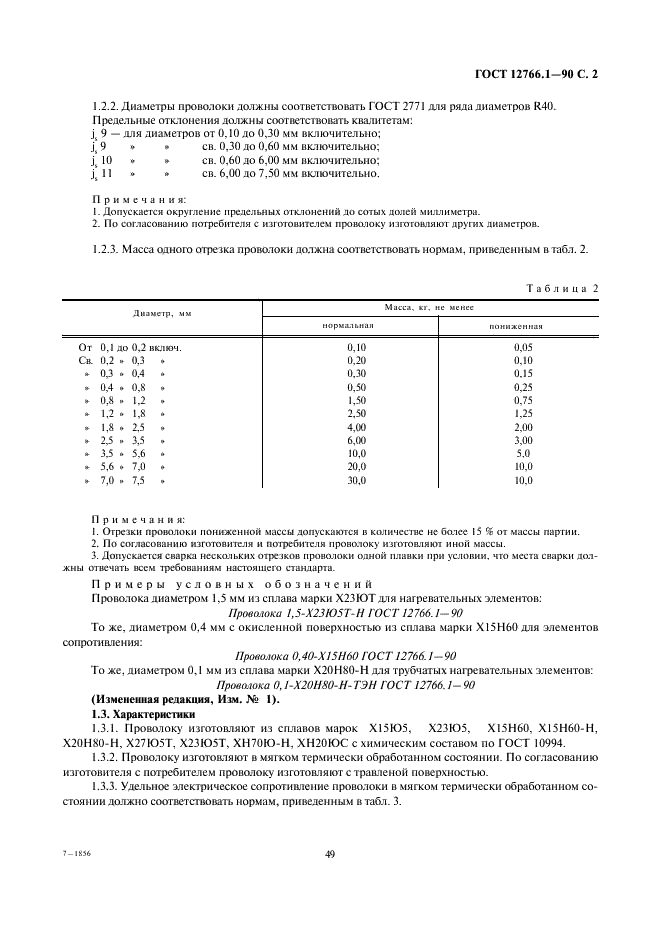 ГОСТ 12766.1—90 С. 2
1.2.2. Диаметры проволоки должны соответствовать ГОСТ 2771 для ряда диаметров R40.
Предельные отклонения должны соответствовать квалитетам:
js 9 — для диаметров от 0,10 до 0,30 мм включительно;
js 9 » » св. 0,30 до 0,60 мм включительно;
js 10 » » св. 0,60 до 6,00 мм включительно;
js 11 » » св. 6,00 до 7,50 мм включительно.
Примечания:
1. Допускается округление предельных отклонений до сотых долей миллиметра.
2. По согласованию потребителя с изготовителем проволоку изготовляют других диаметров.
1.2.3. Масса одного отрезка проволоки должна соответствовать нормам, приведенным в табл. 2.
Таблица 2
Диаметр, мм
Масса, кг, не менее
нормальная пониженная
От 0,1 до 0,2 включ. 0,10 0,05
Св. 0,2 » 0,3 » 0,20 0,10
» 0,3 » 0,4 » 0,30 0,15
» 0,4 » 0,8 » 0,50 0,25
» 0,8 » 1,2 » 1,50 0,75
» 1,2 » 1,8 » 2,50 1,25
» 1,8 » 2,5 » 4,00 2,00
» 2,5 » 3,5 » 6,00 3,00
» 3,5 » 5,6 » 10,0 5,0
» 5,6 » 7,0 » 20,0 10,0
» 7,0 » 7,5 » 30,0 10,0
Примечания:
1. Отрезки проволоки пониженной массы допускаются в количестве не более 15 % от массы партии.
2. По согласованию изготовителя и потребителя проволоку изготовляют иной массы.
3. Допускается сварка нескольких отрезков проволоки одной плавки при условии, что места сварки дол-
жны отвечать всем требованиям настоящего стандарта.
Примеры условных обозначений
Проволока диаметром 1,5 мм из сплава марки Х23ЮТ для нагревательных элементов:
Проволока 1,5-Х23Ю5Т-Н ГОСТ 12766.1—90
То же, диаметром 0,4 мм с окисленной поверхностью из сплава марки Х15Н60 для элементов
сопротивления:
Проволока 0,40-Х15Н60 ГОСТ 12766.1—90
То же, диаметром 0,1 мм из сплава марки Х20Н80-Н для трубчатых нагревательных элементов:
Проволока 0,1-Х20Н80-Н-ТЭН ГОСТ 12766.1—90
(Измененная редакция, Изм. № 1).
1.3. Характеристики
1.3.1. Проволоку изготовляют из сплавов марок Х15Ю5, Х23Ю5, Х15Н60, Х15Н60-Н,
Х20Н80-Н, Х27Ю5Т, Х23Ю5Т, ХН70Ю-Н, ХН20ЮС с химическим составом по ГОСТ 10994.
1.3.2. Проволоку изготовляют в мягком термически обработанном состоянии. По согласованию
изготовителя с потребителем проволоку изготовляют с травленой поверхностью.
1.3.3. Удельное электрическое сопротивление проволоки в мягком термически обработанном со-
стоянии должно соответствовать нормам, приведенным в табл. 3.
7—1856
49